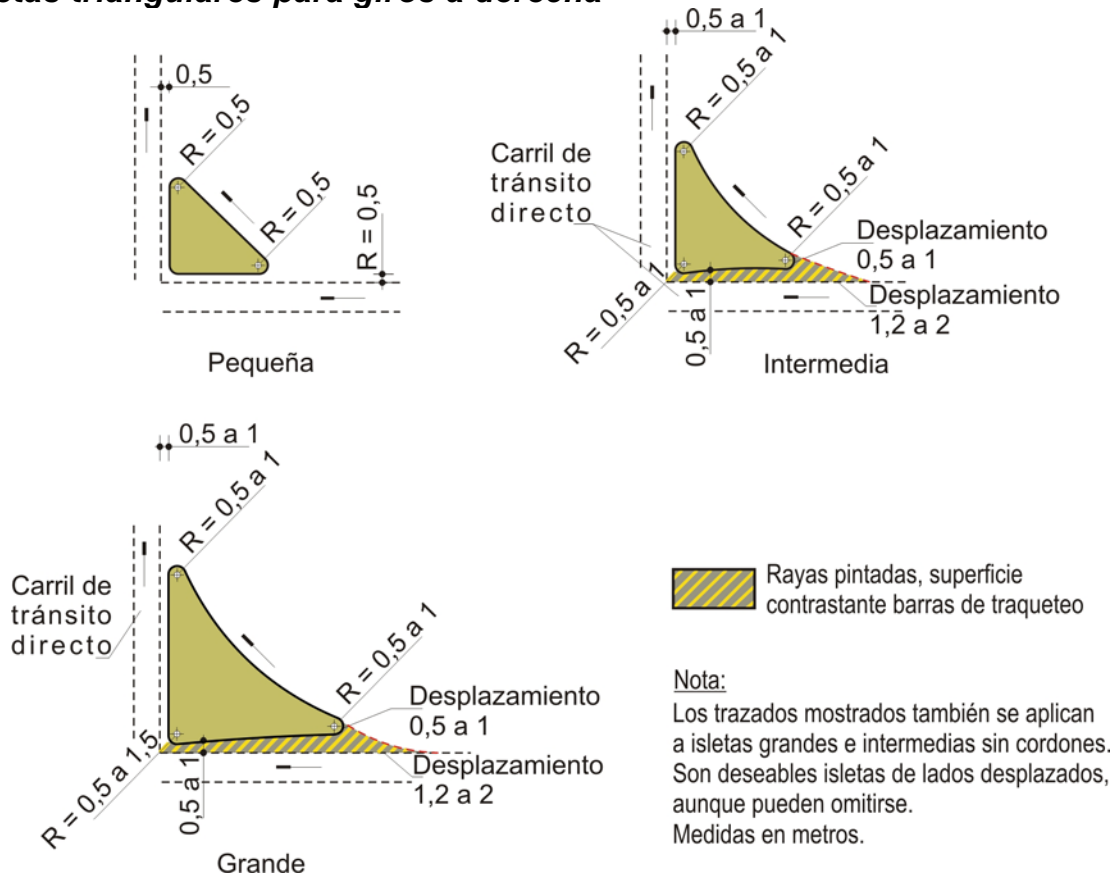 etas triangulares para giros a derecha
0,5
R = 0,5
R = 0,5
R = 0,5
Pequeña
0,5 a 1
R = 0,5 a 1
R = 0,5 a 1
Carril de
tránsito
directo
Desplazamiento
0,5 a 1
Desplazamiento
1,2 a 2
R = 0,5 a 1
0,5 a 1
Intermedia
0,5 a 1
R = 0,5 a 1
R = 0,5 a 1
Carril de
tránsito
directo
Desplazamiento
0,5 a 1
Desplazamiento
1,2 a 2
R = 0,5 a 1,5
0,5 a 1
Grande
Rayas pintadas, superficie
contrastante barras de traqueteo
Nota:
Los trazados mostrados también se aplican
a isletas grandes e intermedias sin cordones.
Son deseables isletas de lados desplazados,
aunque pueden omitirse.
Medidas en metros.